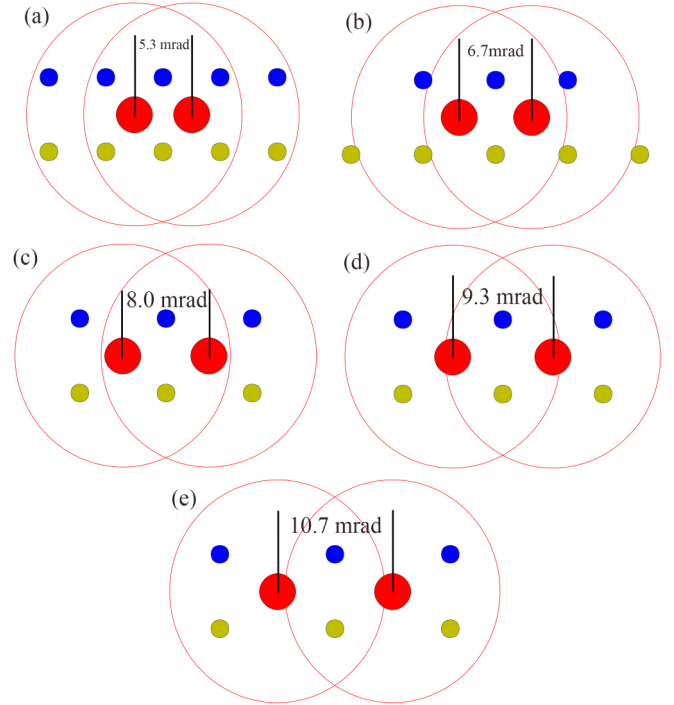 (a)
5.3 mrad
(b)
6.7mrad
(c)
8.0 mrad
(d)
9.3 mrad
(e)
10.7 mrad